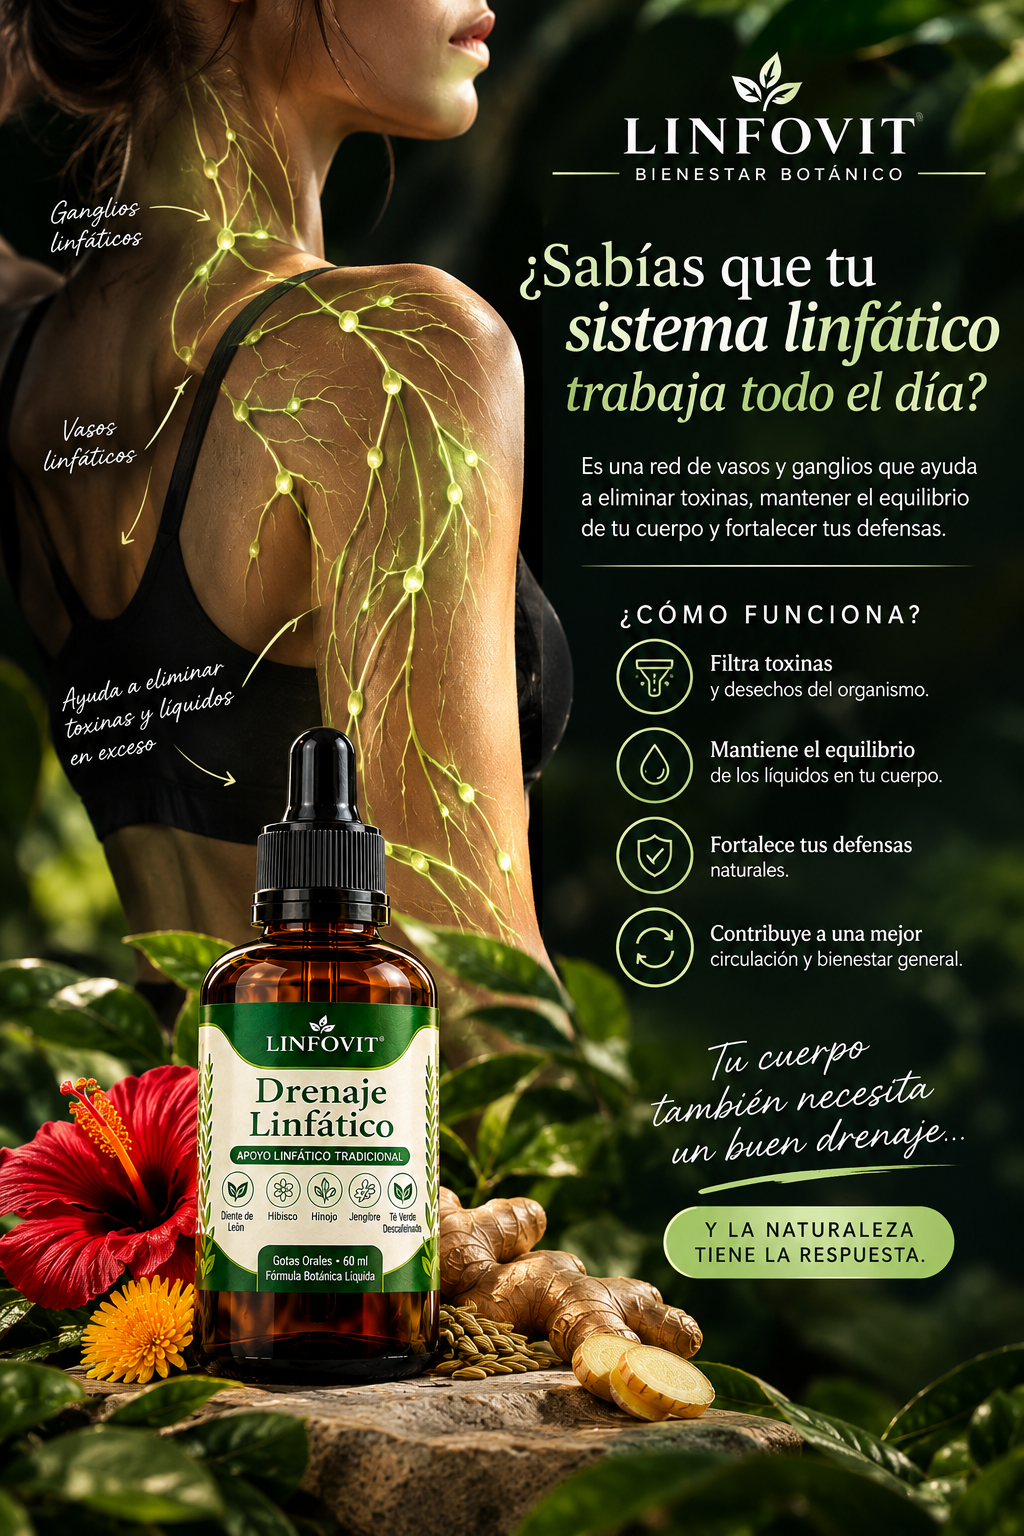 LINFOVIT®
BIENESTAR BOTÁNICO
¿Sabías que tu
sistema linfático
trabaja todo el día?
Es una red de vasos y ganglios que ayuda
a eliminar toxinas, mantener el equilibrio
de tu cuerpo y fortalecer tus defensas.
¿CÓMO FUNCIONA?
Filtra toxinas
y desechos del organismo.
Mantiene el equilibrio
de los líquidos en tu cuerpo.
Fortalece tus defensas
naturales.
Contribuye a una mejor
circulación y bienestar general.
Tu cuerpo
también necesita
un buen drenaje...
Y LA NATURALEZA
TIENE LA RESPUESTA.
Ganglios
linfáticos
Vasos
linfáticos
Ayuda a eliminar
toxinas y líquidos
en exceso
LINFOVIT®
Drenaje
Linfático
APOYO LINFÁTICO TRADICIONAL
Diente de
León
Hibisco
Hinojo
Jengibre
Té Verde
Descafeinado
Gotas Orales • 60 ml
Fórmula Botánica Líquida